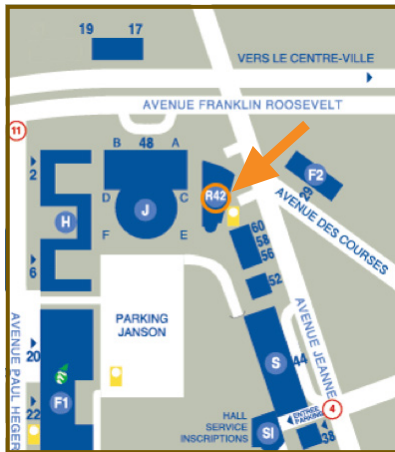 19 17
VERS LE CENTRE-VILLE
AVENUE FRANKLIN ROOSEVELT
11
B 48 A
2
D J C
R42
F2
29
H
F E
60
58
56
AVENUE DES COURSES
6
52
PARKING
JANSON
AVENUE PAUL HEGER
AVENUE JEANNE
20
S
44
F1
22
HALL
SERVICE
INSCRIPTIONS
SI
ENTREE
PARKING
4
38